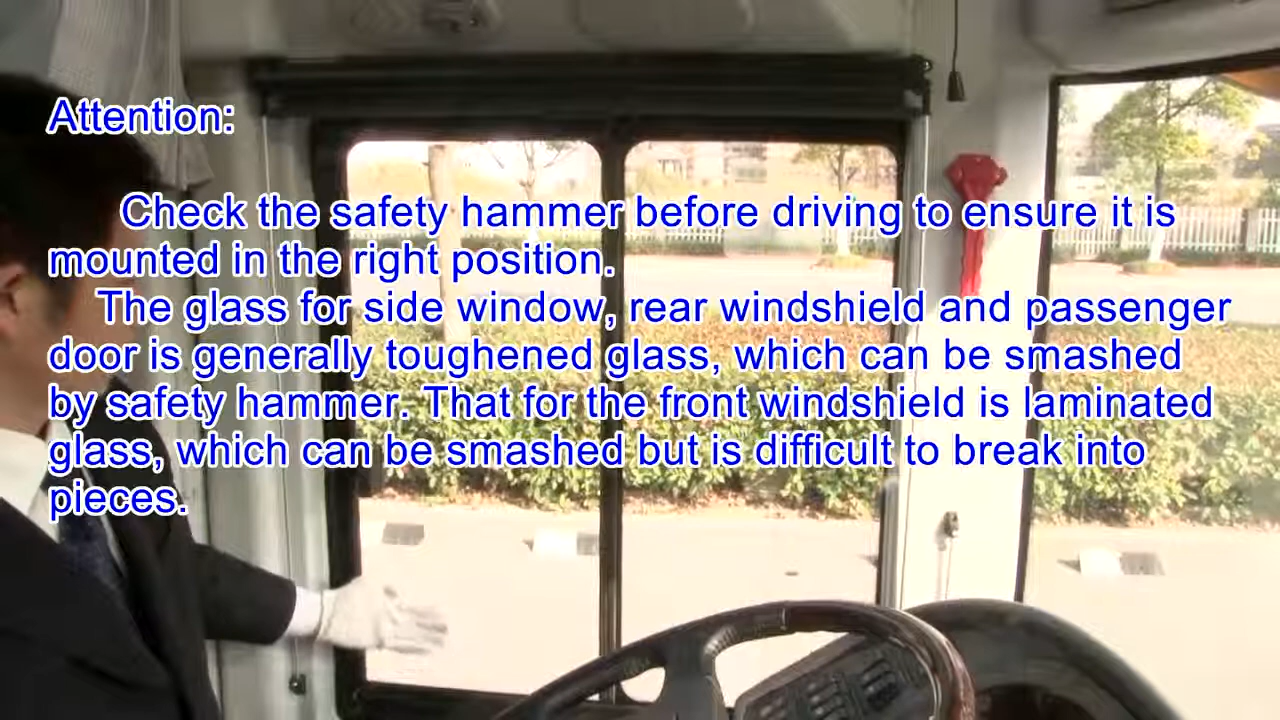 Attention:
Check the safety hammer before driving to ensure it is
mounted in the right position.
The glass for side window, rear windshield and passenger
door is generally toughened glass, which can be smashed
by safety hammer. That for the front windshield is laminated
glass, which can be smashed but is difficult to break into
pieces.